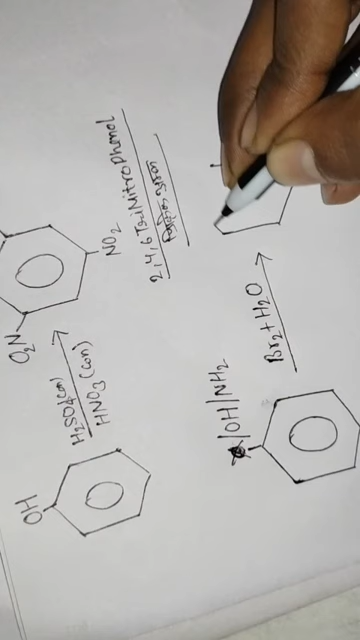 OH
H2SO4(con)
HNO3 (con)
O2N
NO2
2,4,6 TriNitroPhenol
/OH/NH2
Br2+H2O